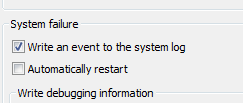 System failure
Write an event to the system log
Automatically restart
Write debugging information